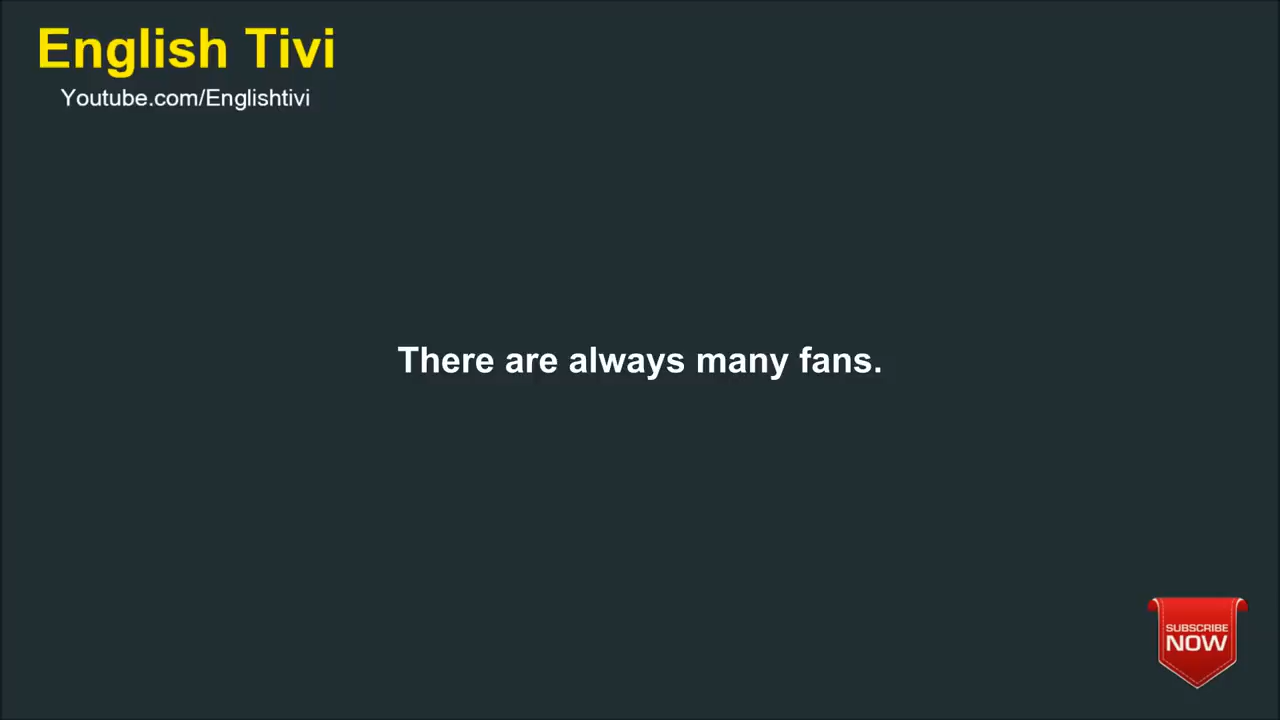 English Tivi
Youtube.com/Englishtivi
There are always many fans.
SUBSCRIBE
NOW